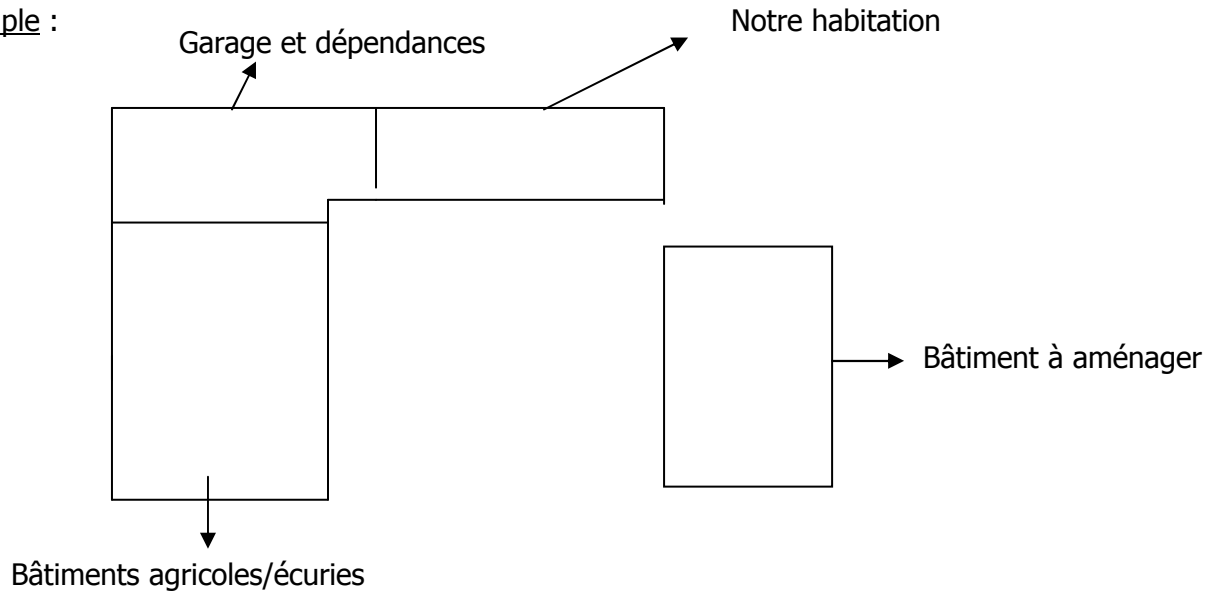 ple :
Notre habitation
Garage et dépendances
Bâtiment à aménager
Bâtiments agricoles/écuries